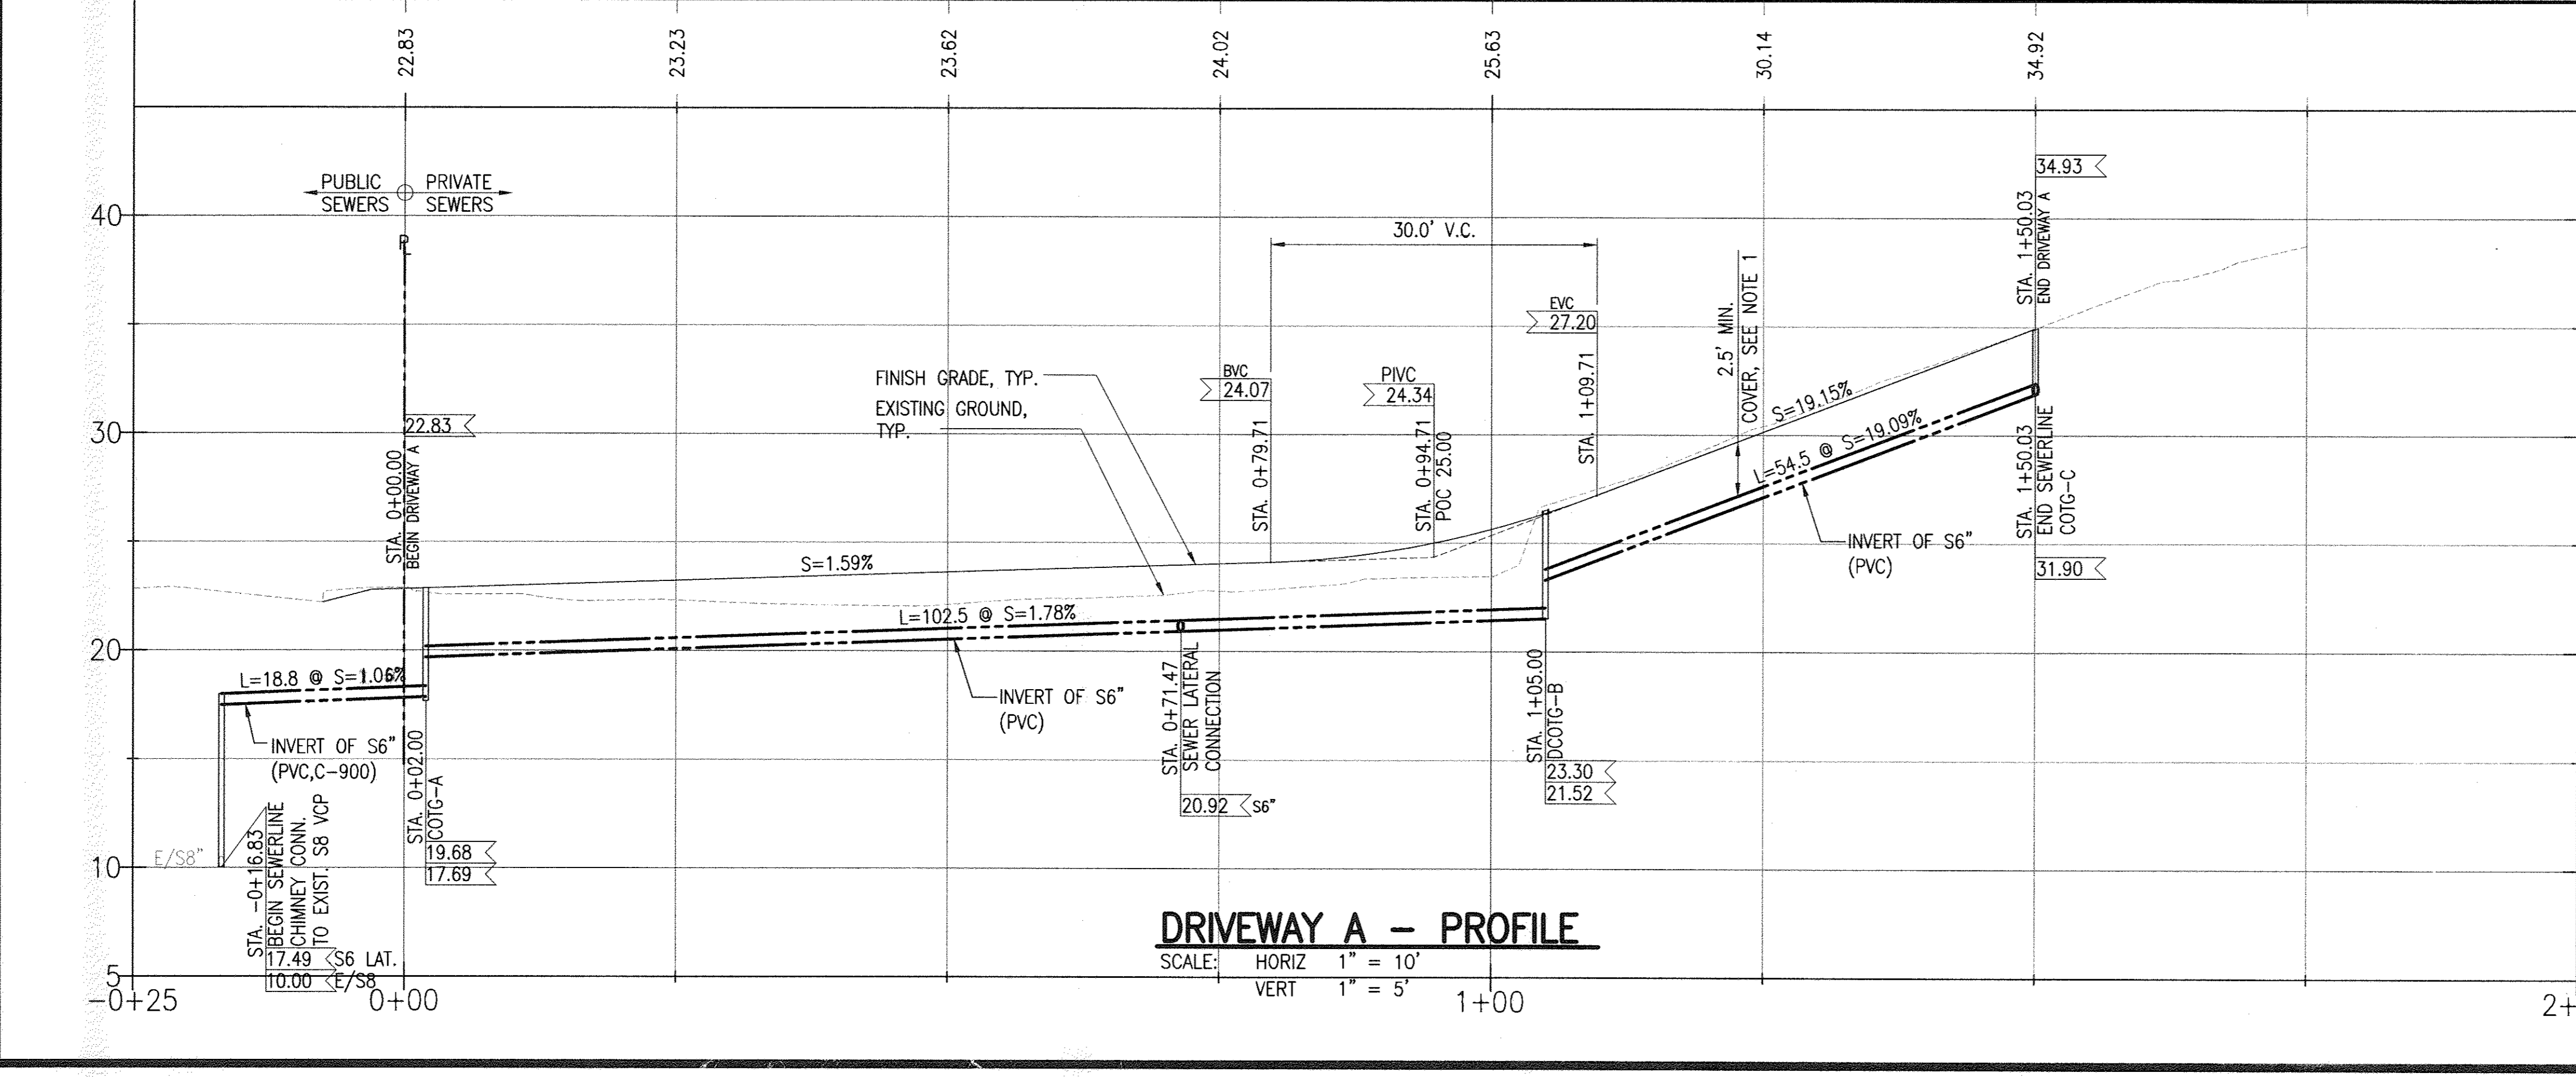 22.83
23.23
23.62
24.02
25.63
30.14
34.92
PUBLIC
SEWERS
PRIVATE
SEWERS
PL
34.93
STA. 1+50.03
END DRIVEWAY A
30.0' V.C.
EVC
27.20
STA. 1+09.71
2.5' MIN.
COVER, SEE NOTE 1
BVC
24.07
STA. 0+79.71
PIVC
24.34
STA. 0+94.71
POC 25.00
FINISH GRADE, TYP.
EXISTING GROUND,
TYP.
22.83
STA. 0+00.00
BEGIN DRIVEWAY A
S=19.15%
L=54.5 @ S=19.09%
INVERT OF S6"
(PVC)
STA. 1+50.03
END SEWERLINE
COTG-C
31.90
S=1.59%
L=102.5 @ S=1.78%
INVERT OF S6"
(PVC)
L=18.8 @ S=1.06%
INVERT OF S6"
(PVC,C-900)
STA. 0+02.00
COTG-A
19.68
17.69
STA. 0+71.47
SEWER LATERAL
CONNECTION
20.92 S6"
STA. 1+05.00
DCOTG-B
23.30
21.52
E/S8"
STA. -0+16.83
BEGIN SEWERLINE
CHIMNEY CONN.
TO EXIST. S8 VCP
17.49 S6 LAT.
10.00 E/S8
40
30
20
10
5
-0+25
0+00
1+00
2+
DRIVEWAY A - PROFILE
SCALE: HORIZ 1" = 10'
VERT 1" = 5'